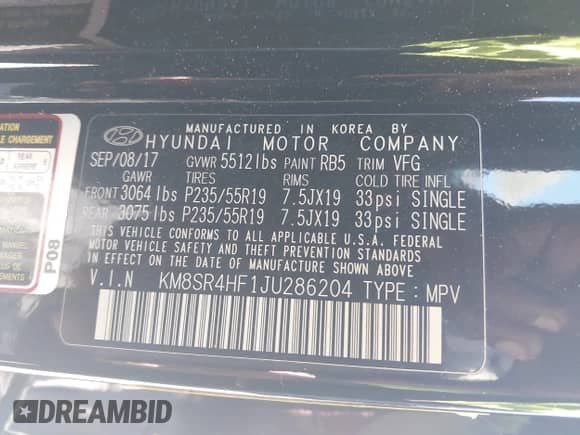 MANUFACTURED IN KOREA BY
HYUNDAI MOTOR COMPANY
SEP/08/17 GVWR 5512lbs PAINT RB5 TRIM VFG
GAWR TIRES RIMS COLD TIRE INFL
FRONT 3064lbs P235/55R19 7.5JX19 33psi SINGLE
REAR 3075lbs P235/55R19 7.5JX19 33psi SINGLE
THIS VEHICLE CONFORMS TO ALL APPLICABLE U.S. FEDERAL
MOTOR VEHICLE SAFETY AND THEFT PREVENTION STANDARDS
IN EFFECT ON THE DATE OF MANUFACTURE SHOWN ABOVE.
V.I.N KM8SR4HF1JU286204 TYPE : MPV
CHARGEMENT
REAR
MANUEL
P08
DREAMBID